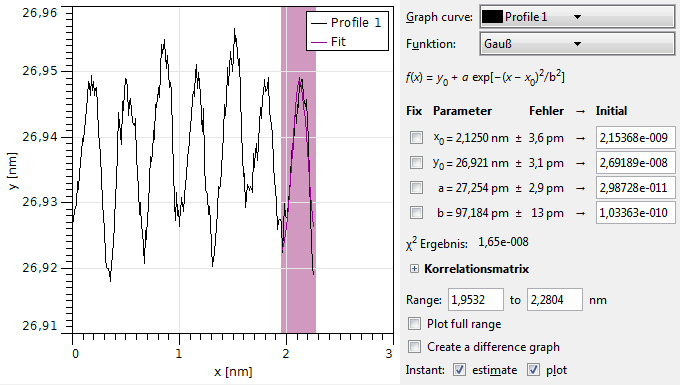 26,96
26,95
26,94
26,93
26,92
26,91
y [nm]
0
1
2
3
x [nm]
Profile 1
Fit
Graph curve: Profile 1
Funktion: Gauß
f(x) = y0 + a exp[−(x − x0)²/b²]
Fix Parameter Fehler → Initial
x0 = 2,1250 nm ± 3,6 pm → 2,15368e-009
y0 = 26,921 nm ± 3,1 pm → 2,69189e-008
a = 27,254 pm ± 2,9 pm → 2,98728e-011
b = 97,184 pm ± 13 pm → 1,03363e-010
χ² Ergebnis: 1,65e-008
Korrelationsmatrix
Range: 1,9532 to 2,2804 nm
Plot full range
Create a difference graph
Instant: estimate plot